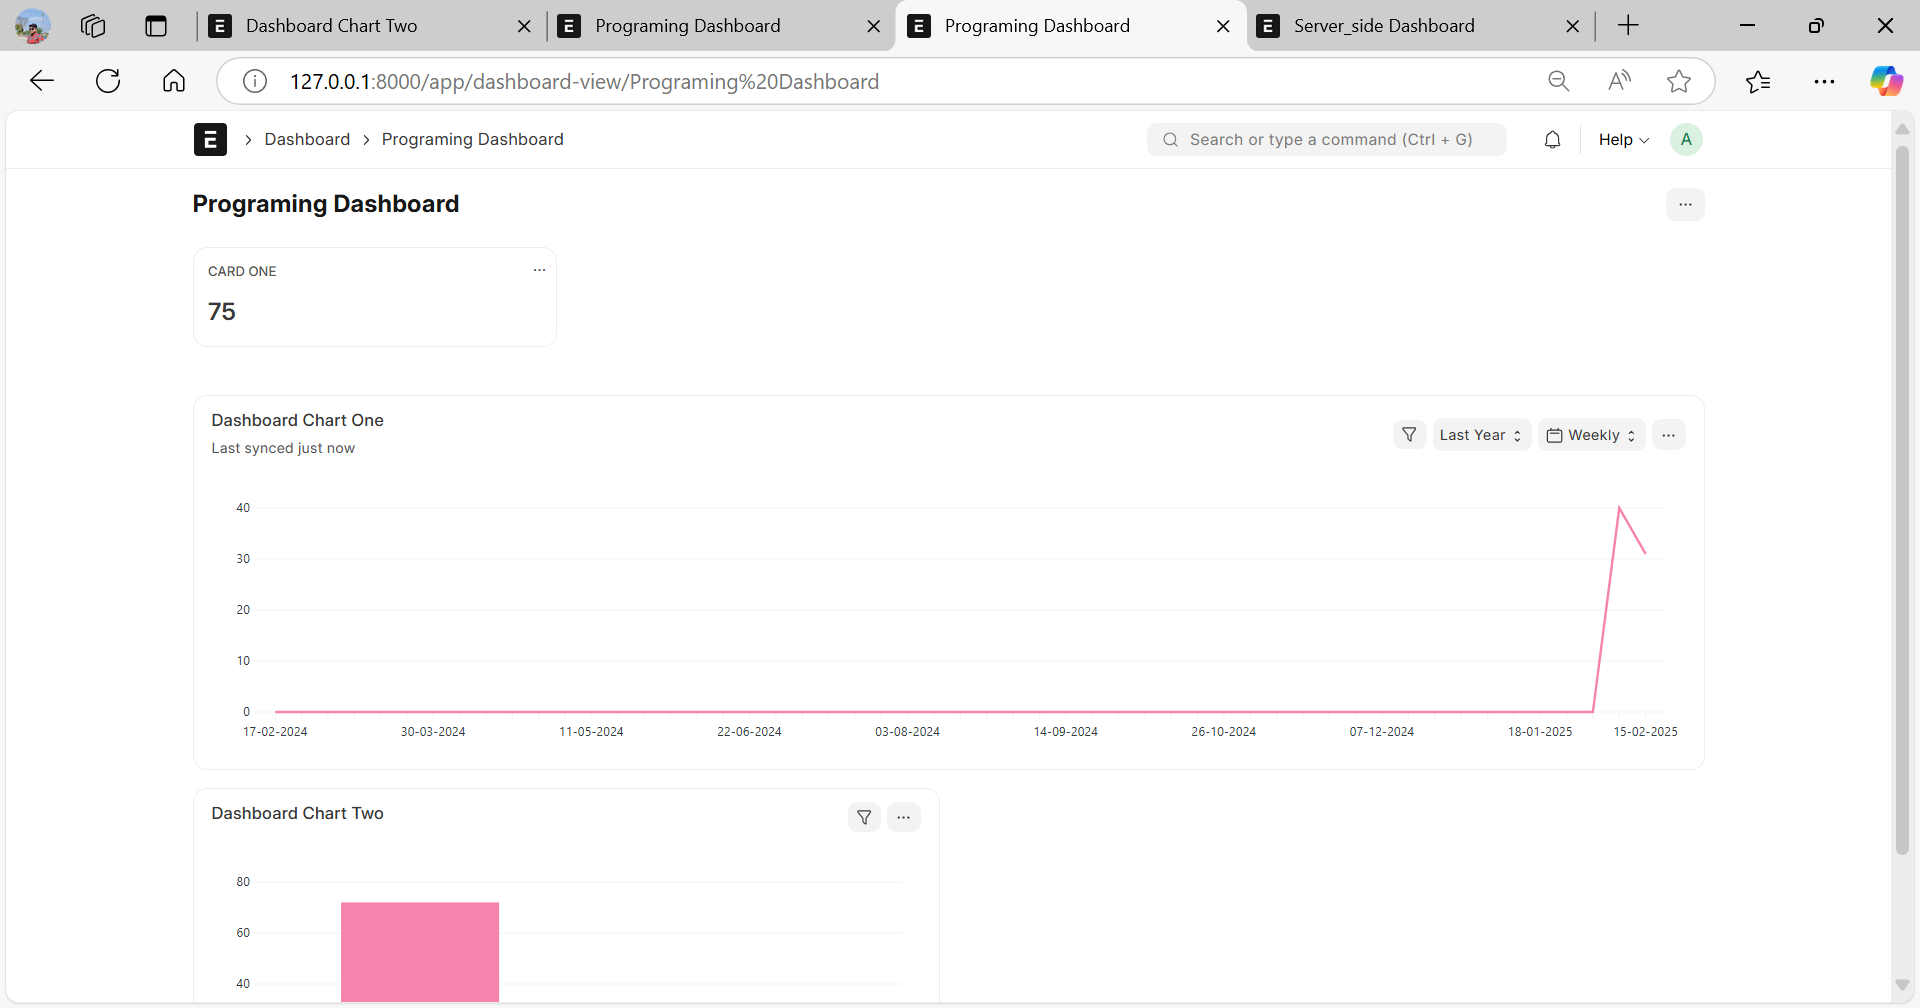 Dashboard Chart Two
Programing Dashboard
Programing Dashboard
Server_side Dashboard
127.0.0.1:8000/app/dashboard-view/Programing%20Dashboard
E > Dashboard > Programing Dashboard
Search or type a command (Ctrl + G)
Help
A
Programing Dashboard
CARD ONE
75
Dashboard Chart One
Last synced just now
Last Year
Weekly
40
30
20
10
0
17-02-2024 30-03-2024 11-05-2024 22-06-2024 03-08-2024 14-09-2024 26-10-2024 07-12-2024 18-01-2025 15-02-2025
Dashboard Chart Two
80
60
40